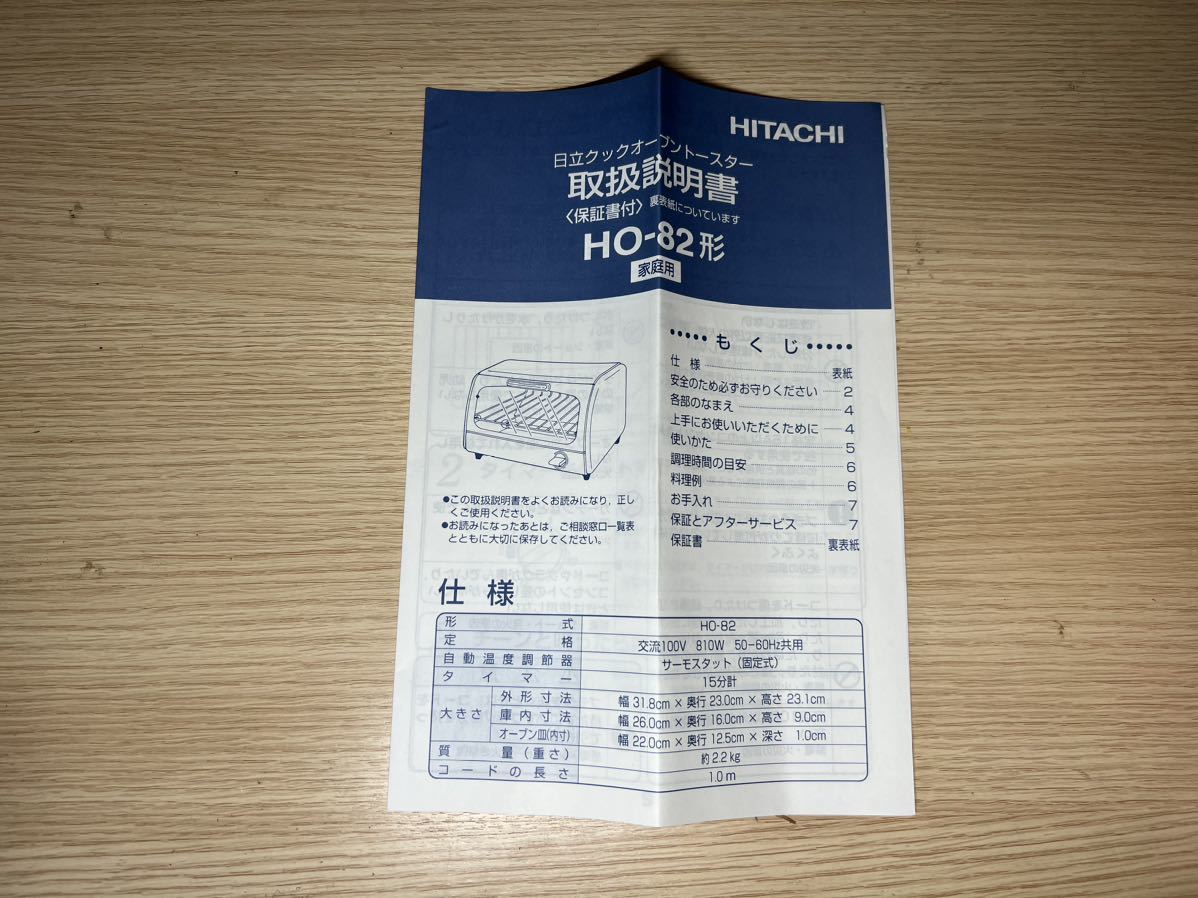 HITACHI
日立クックオーブントースター
取扱説明書
〈保証書付〉裏表紙についています
HO-82形
家庭用
•••••もくじ•••••
仕様 表紙
安全のため必ずお守りください 2
各部のなまえ 4
上手にお使いいただくために 4
使いかた 5
調理時間の目安 6
料理例 6
お手入れ 7
保証とアフターサービス 7
保証書 裏表紙
●この取扱説明書をよくお読みになり，正し
くご使用ください。
●お読みになったあとは，ご相談窓口一覧表
とともに大切に保存してください。
仕様
形式 HO-82
定格 交流100V 810W 50-60Hz共用
自動温度調節器 サーモスタット（固定式）
タイマー 15分計
大きさ 外形寸法 幅 31.8cm × 奥行 23.0cm × 高さ 23.1cm
庫内寸法 幅 26.0cm × 奥行 16.0cm × 高さ 9.0cm
オーブン皿(内寸) 幅 22.0cm × 奥行 12.5cm × 深さ 1.0cm
質量（重さ） 約 2.2 kg
コードの長さ 1.0 m